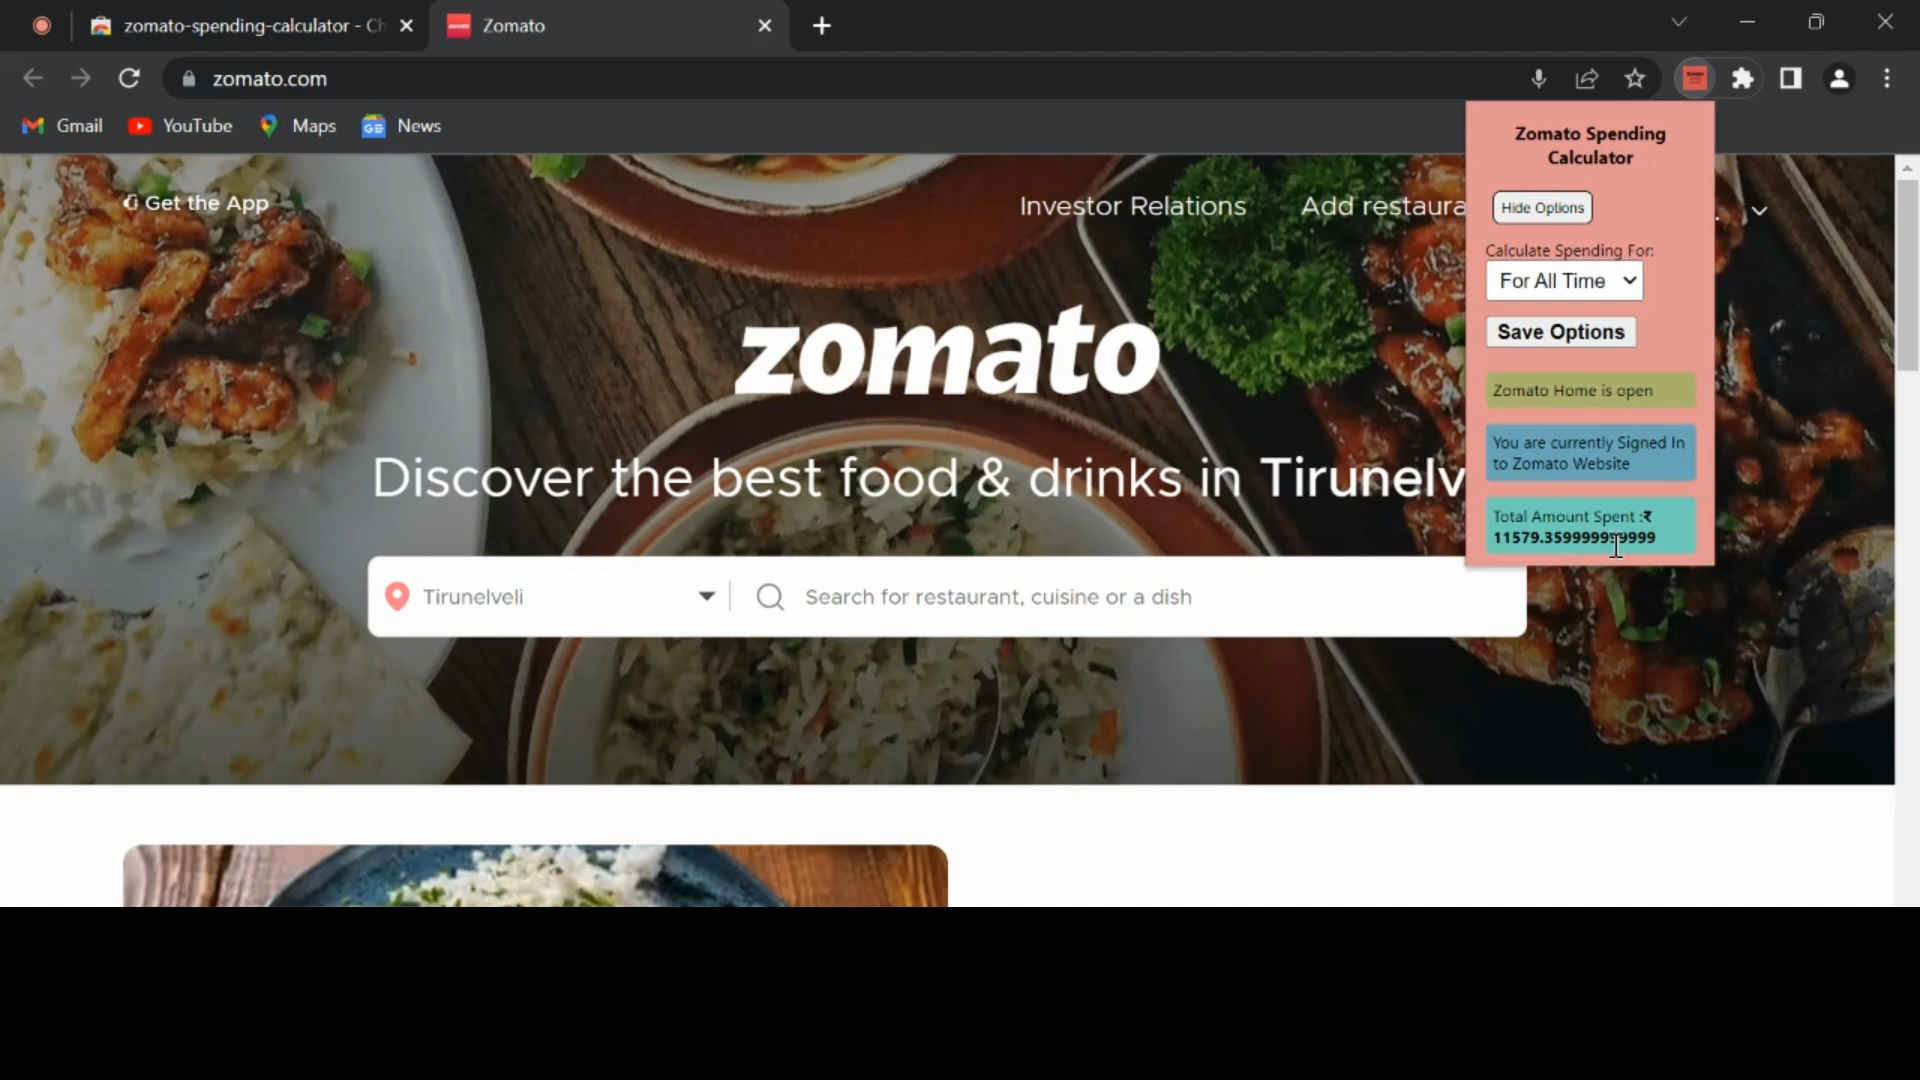 zomato-spending-calculator - Ch
Zomato
zomato.com
Gmail
YouTube
Maps
News
Get the App
Investor Relations
Add restaura
zomato
Discover the best food & drinks in Tirunelv
Tirunelveli
Search for restaurant, cuisine or a dish
Zomato Spending
Calculator
Hide Options
Calculate Spending For:
For All Time
Save Options
Zomato Home is open
You are currently Signed In
to Zomato Website
Total Amount Spent :₹
11579.359999999999